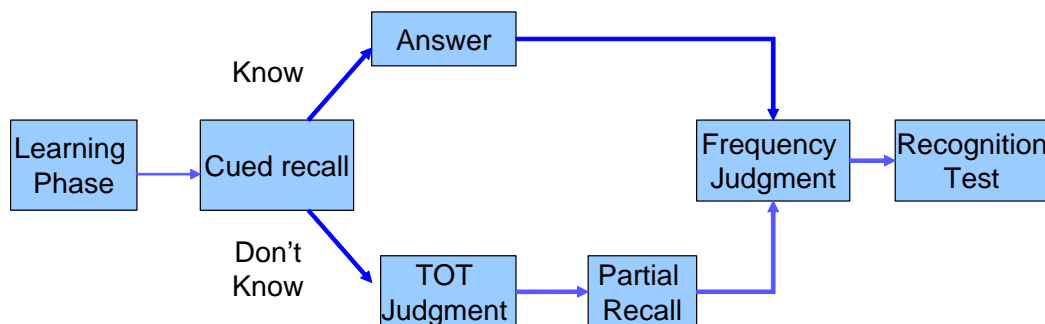 Answer
Know
Learning
Phase
Cued recall
Frequency
Judgment
Recognition
Test
Don't
Know
TOT
Judgment
Partial
Recall